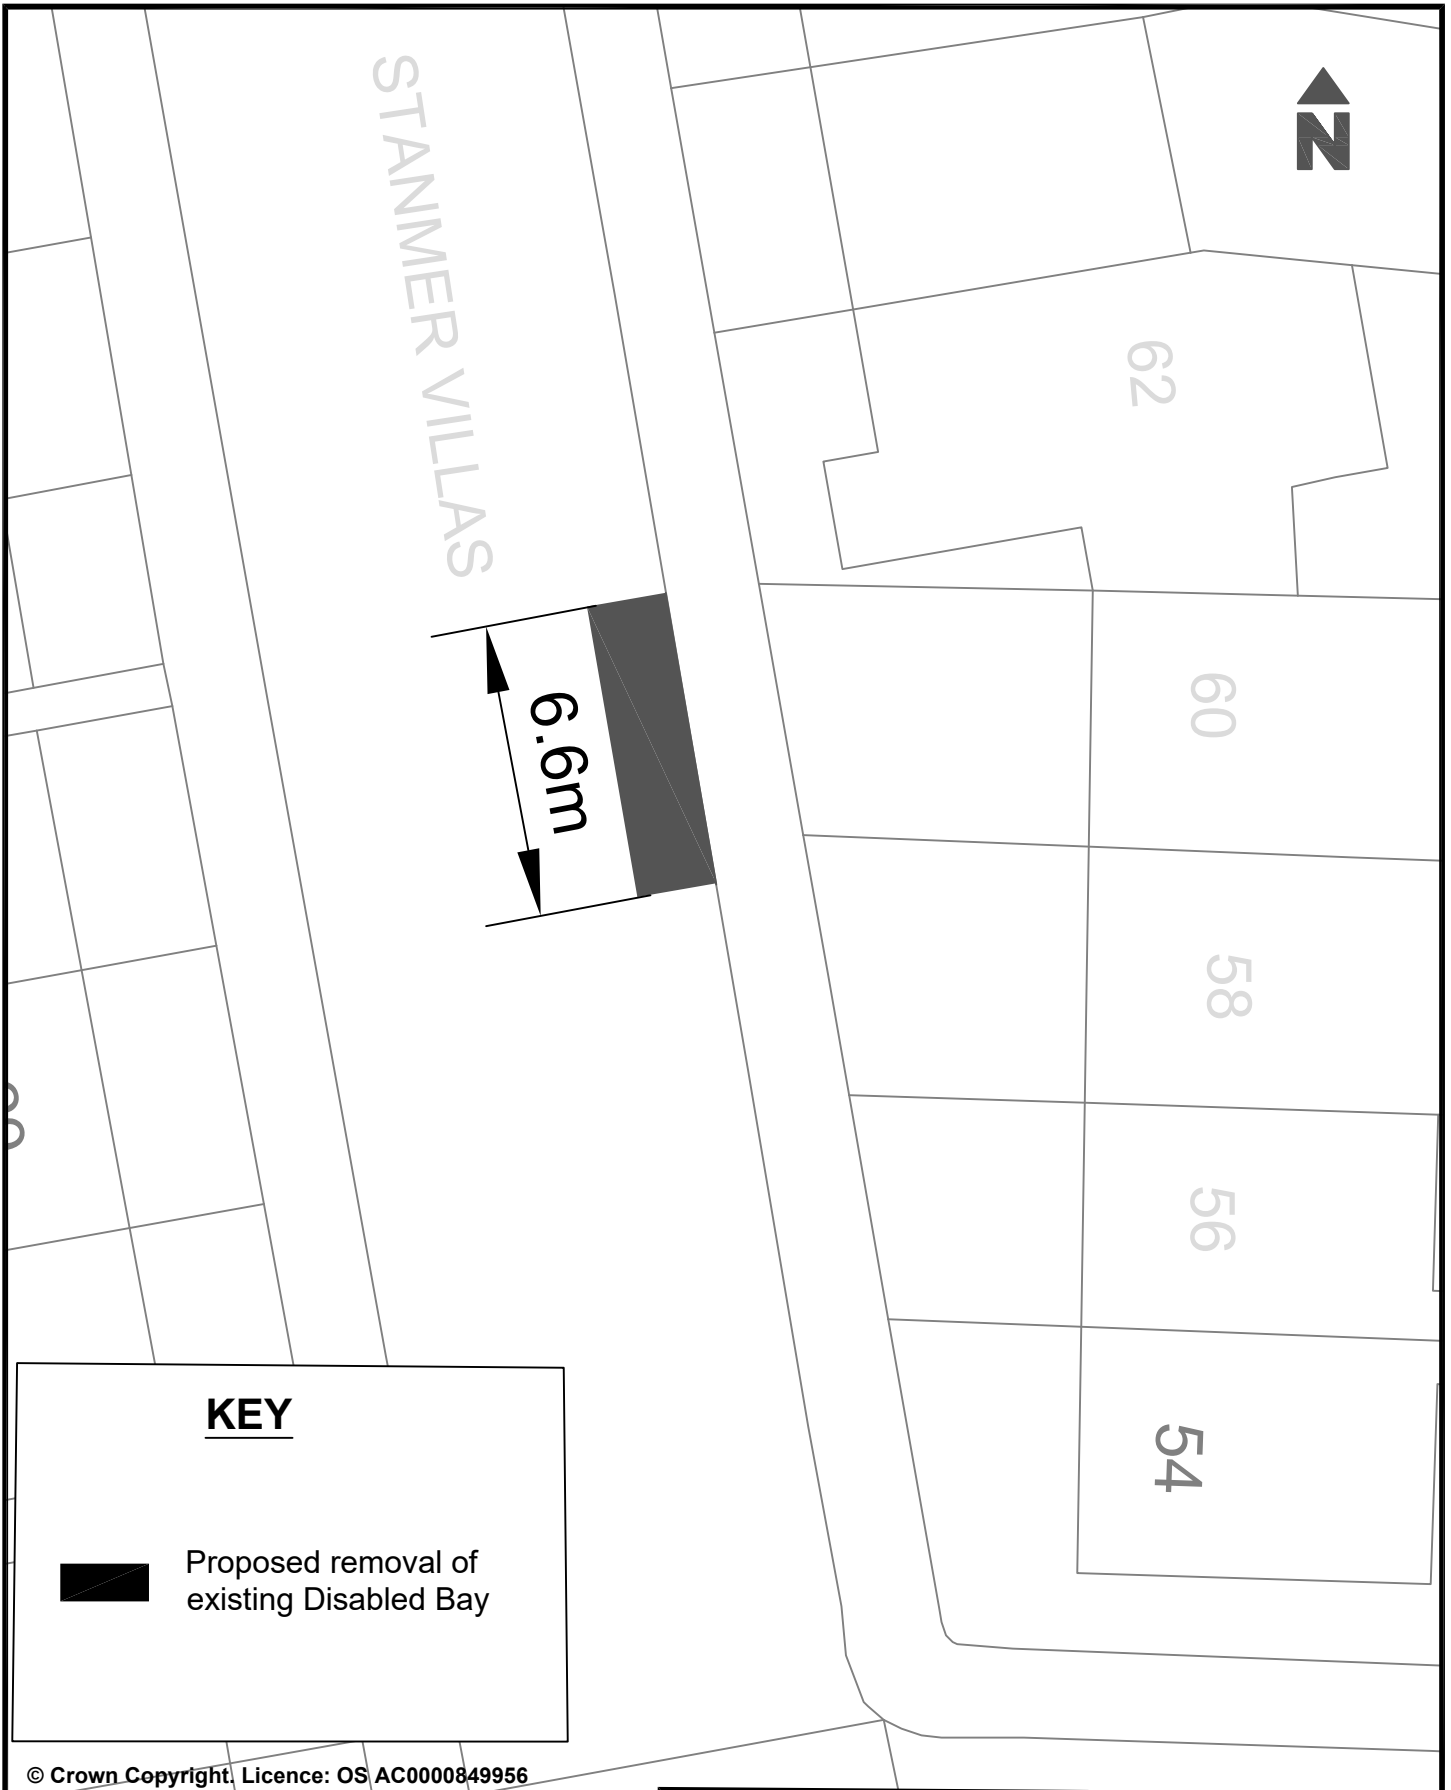 STANMER VILLAS
N
62
6.6m
60
58
56
54
KEY
Proposed removal of
existing Disabled Bay
© Crown Copyright. Licence: OS AC0000849956